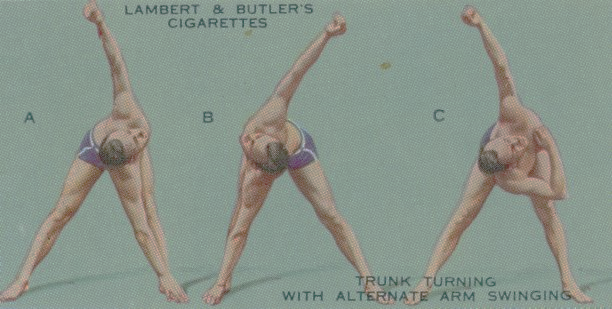 LAMBERT & BUTLER'S
CIGARETTES
A
B
C
TRUNK TURNING
WITH ALTERNATE ARM SWINGING